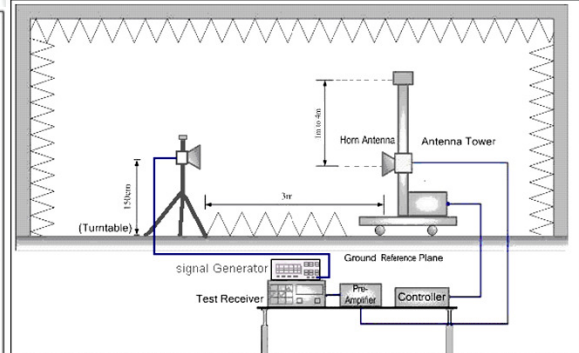 1m to 4m
Horn Antenna
Antenna Tower
150cm
3m
(Turntable)
Ground Reference Plane
signal Generator
Test Receiver
Pre-
Amplifier
Controller